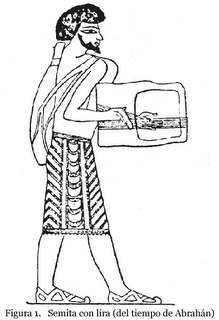 Figura 1. Semita con lira (del tiempo de Abrahán)